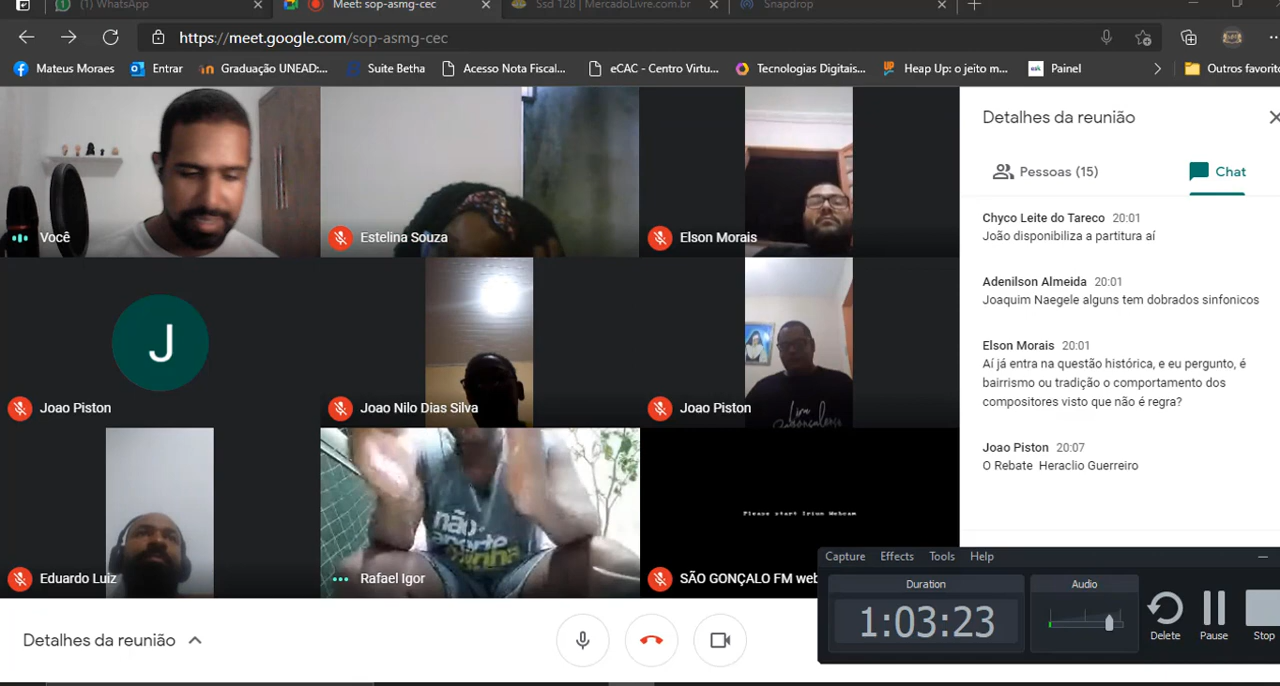 (1) WhatsApp
Meet: sop-asmg-cec
Ssd 128 | MercadoLivre.com.br
Snapdrop
https://meet.google.com/sop-asmg-cec
Mateus Moraes
Entrar
Graduação UNEAD:...
Suite Betha
Acesso Nota Fiscal...
eCAC - Centro Virtu...
Tecnologias Digitais...
Heap Up: o jeito m...
Painel
Outros favorito
Você
Estelina Souza
Elson Morais
J
Joao Piston
Joao Nilo Dias Silva
Joao Piston
Eduardo Luiz
não
Rafael Igor
Please start Iriun Webcam
SÃO GONÇALO FM web
Detalhes da reunião
Pessoas (15)
Chat
Chyco Leite do Tareco 20:01
João disponibiliza a partitura aí
Adenilson Almeida 20:01
Joaquim Naegele alguns tem dobrados sinfonicos
Elson Morais 20:01
Aí já entra na questão histórica, e eu pergunto, é
bairrismo ou tradição o comportamento dos
compositores visto que não é regra?
Joao Piston 20:07
O Rebate Heraclio Guerreiro
Detalhes da reunião
Capture Effects Tools Help
Duration
1:03:23
Audio
Delete
Pause
Stop